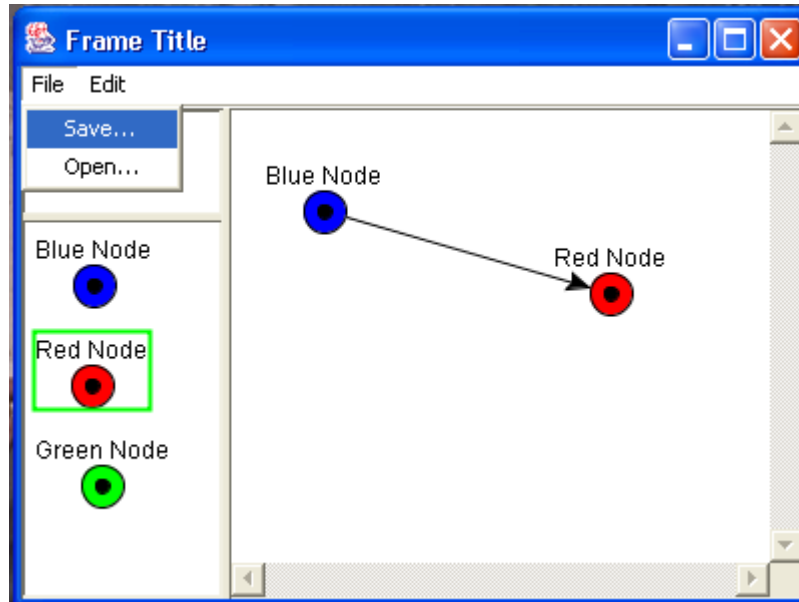 Frame Title
File Edit
Save...
Open...
Blue Node
Red Node
Green Node
Blue Node
Red Node